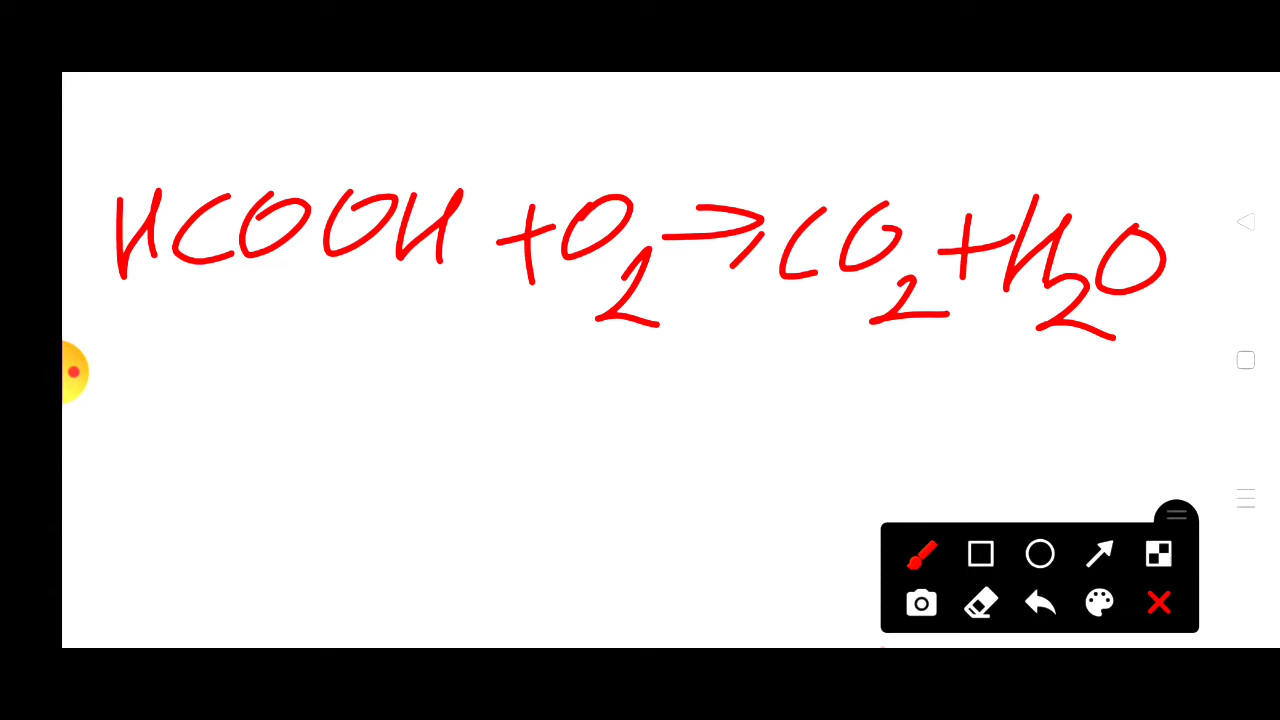 HCOOH + O₂ → CO₂ + H₂O